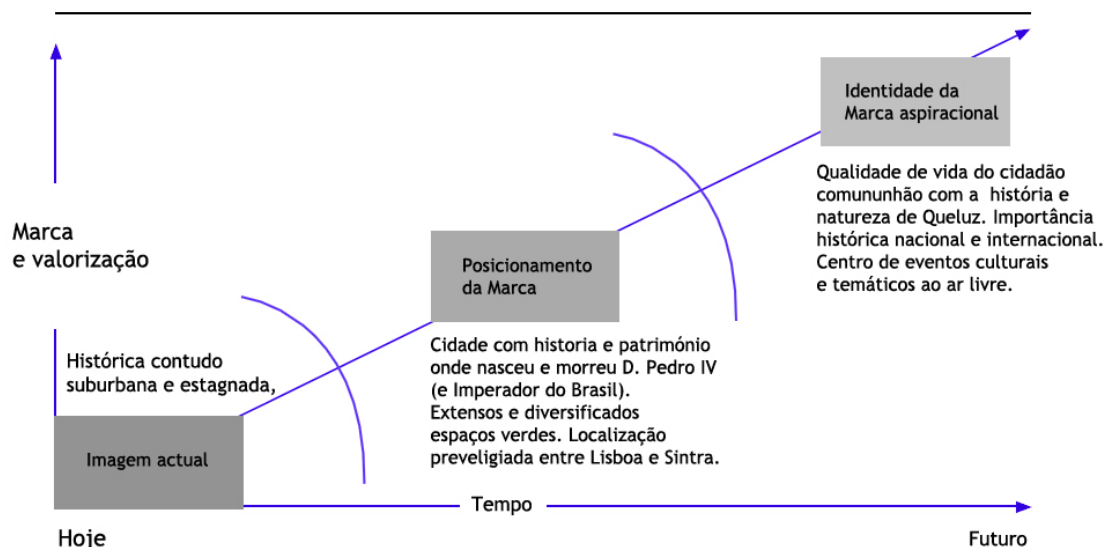 Identidade da
Marca aspiracional
Qualidade de vida do cidadão
comununhão com a história e
natureza de Queluz. Importância
histórica nacional e internacional.
Centro de eventos culturais
e temáticos ao ar livre.
Marca
e valorização
Posicionamento
da Marca
Cidade com historia e património
onde nasceu e morreu D. Pedro IV
(e Imperador do Brasil).
Extensos e diversificados
espaços verdes. Localização
preveligiada entre Lisboa e Sintra.
Histórica contudo
suburbana e estagnada,
Imagem actual
Tempo
Hoje
Futuro